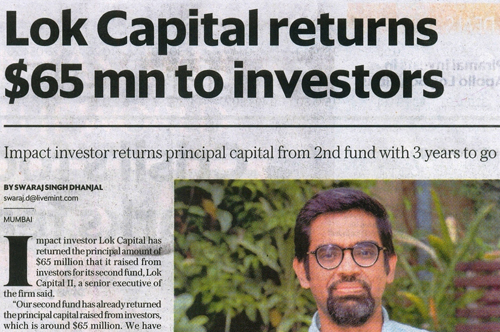 Lok Capital returns
$65 mn to investors
Impact investor returns principal capital from 2nd fund with 3 years to go
BY SWARAJ SINGH DHANJAL
swaraj.d@livemint.com
MUMBAI
Impact investor Lok Capital has
returned the principal amount of
$65 million that it raised from
investors for its second fund, Lok
Capital II, a senior executive of
the firm said.
"Our second fund has already returned
the principal capital raised from investors,
which is around $65 million. We have